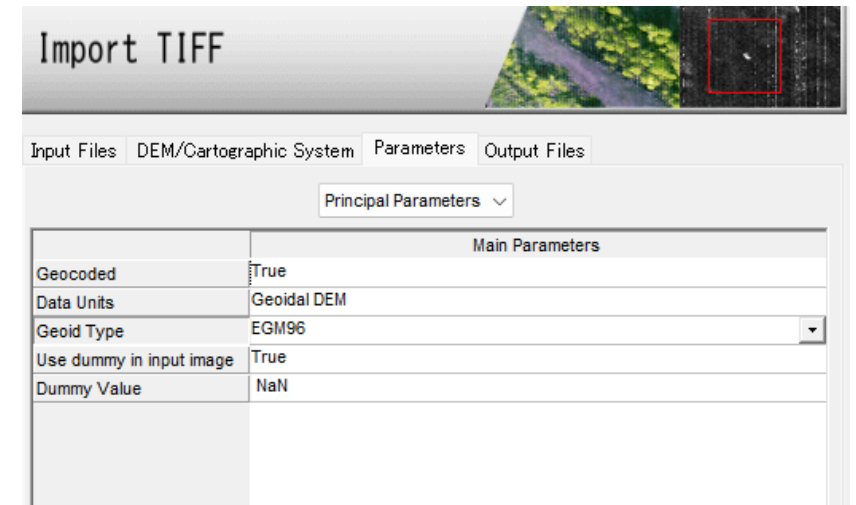 Import TIFF
Input Files DEM/Cartographic System Parameters Output Files
Principal Parameters
Main Parameters
Geocoded True
Data Units Geoidal DEM
Geoid Type EGM96
Use dummy in input image True
Dummy Value NaN